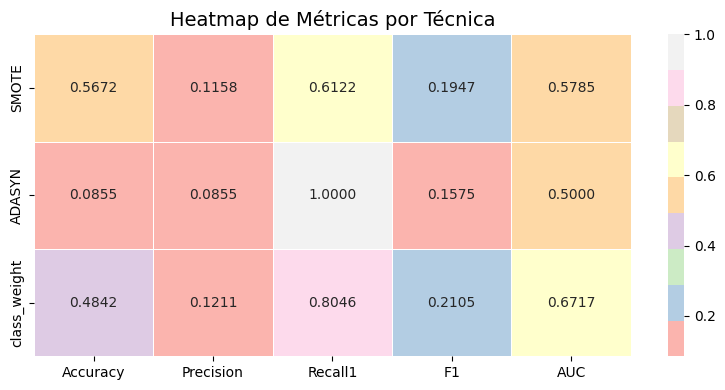 Heatmap de Métricas por Técnica
SMOTE
0.5672 0.1158 0.6122 0.1947 0.5785
ADASYN
0.0855 0.0855 1.0000 0.1575 0.5000
class_weight
0.4842 0.1211 0.8046 0.2105 0.6717
Accuracy Precision Recall1 F1 AUC
1.0
0.8
0.6
0.4
0.2